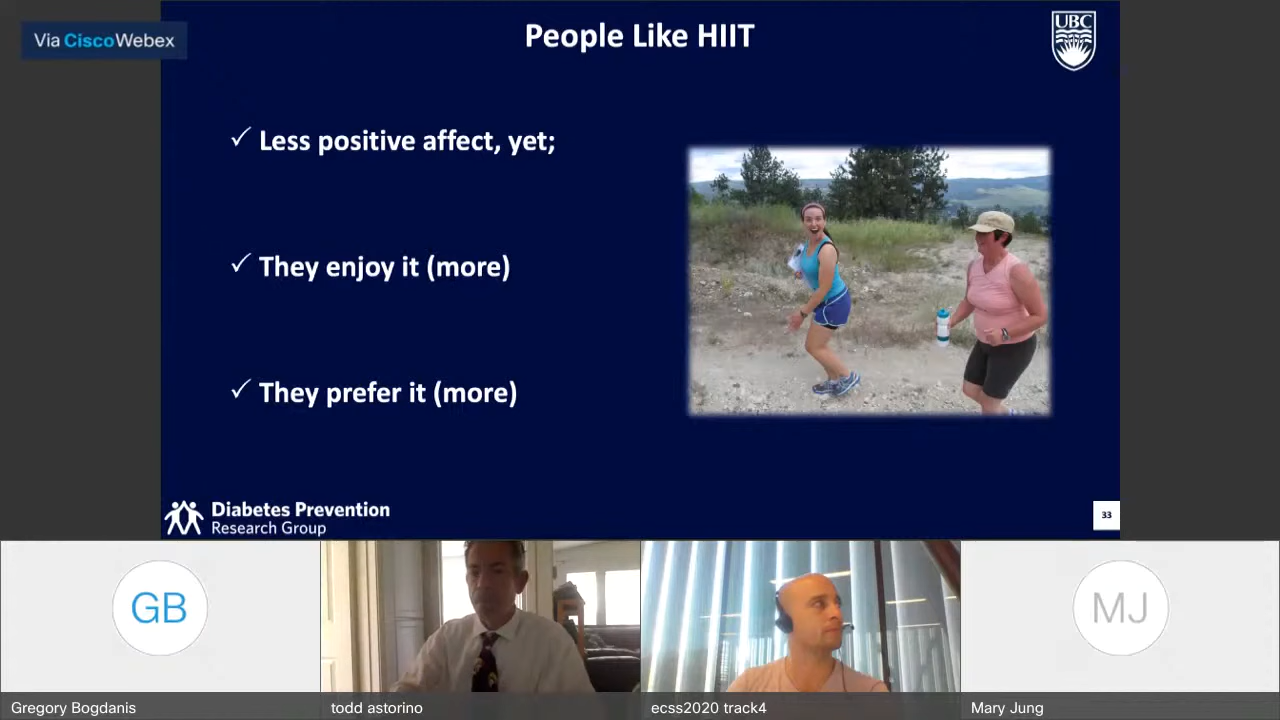 Via CiscoWebex
People Like HIIT
UBC
✓ Less positive affect, yet;
✓ They enjoy it (more)
✓ They prefer it (more)
Diabetes Prevention
Research Group
33
GB
MJ
Gregory Bogdanis
todd astorino
ecss2020 track4
Mary Jung